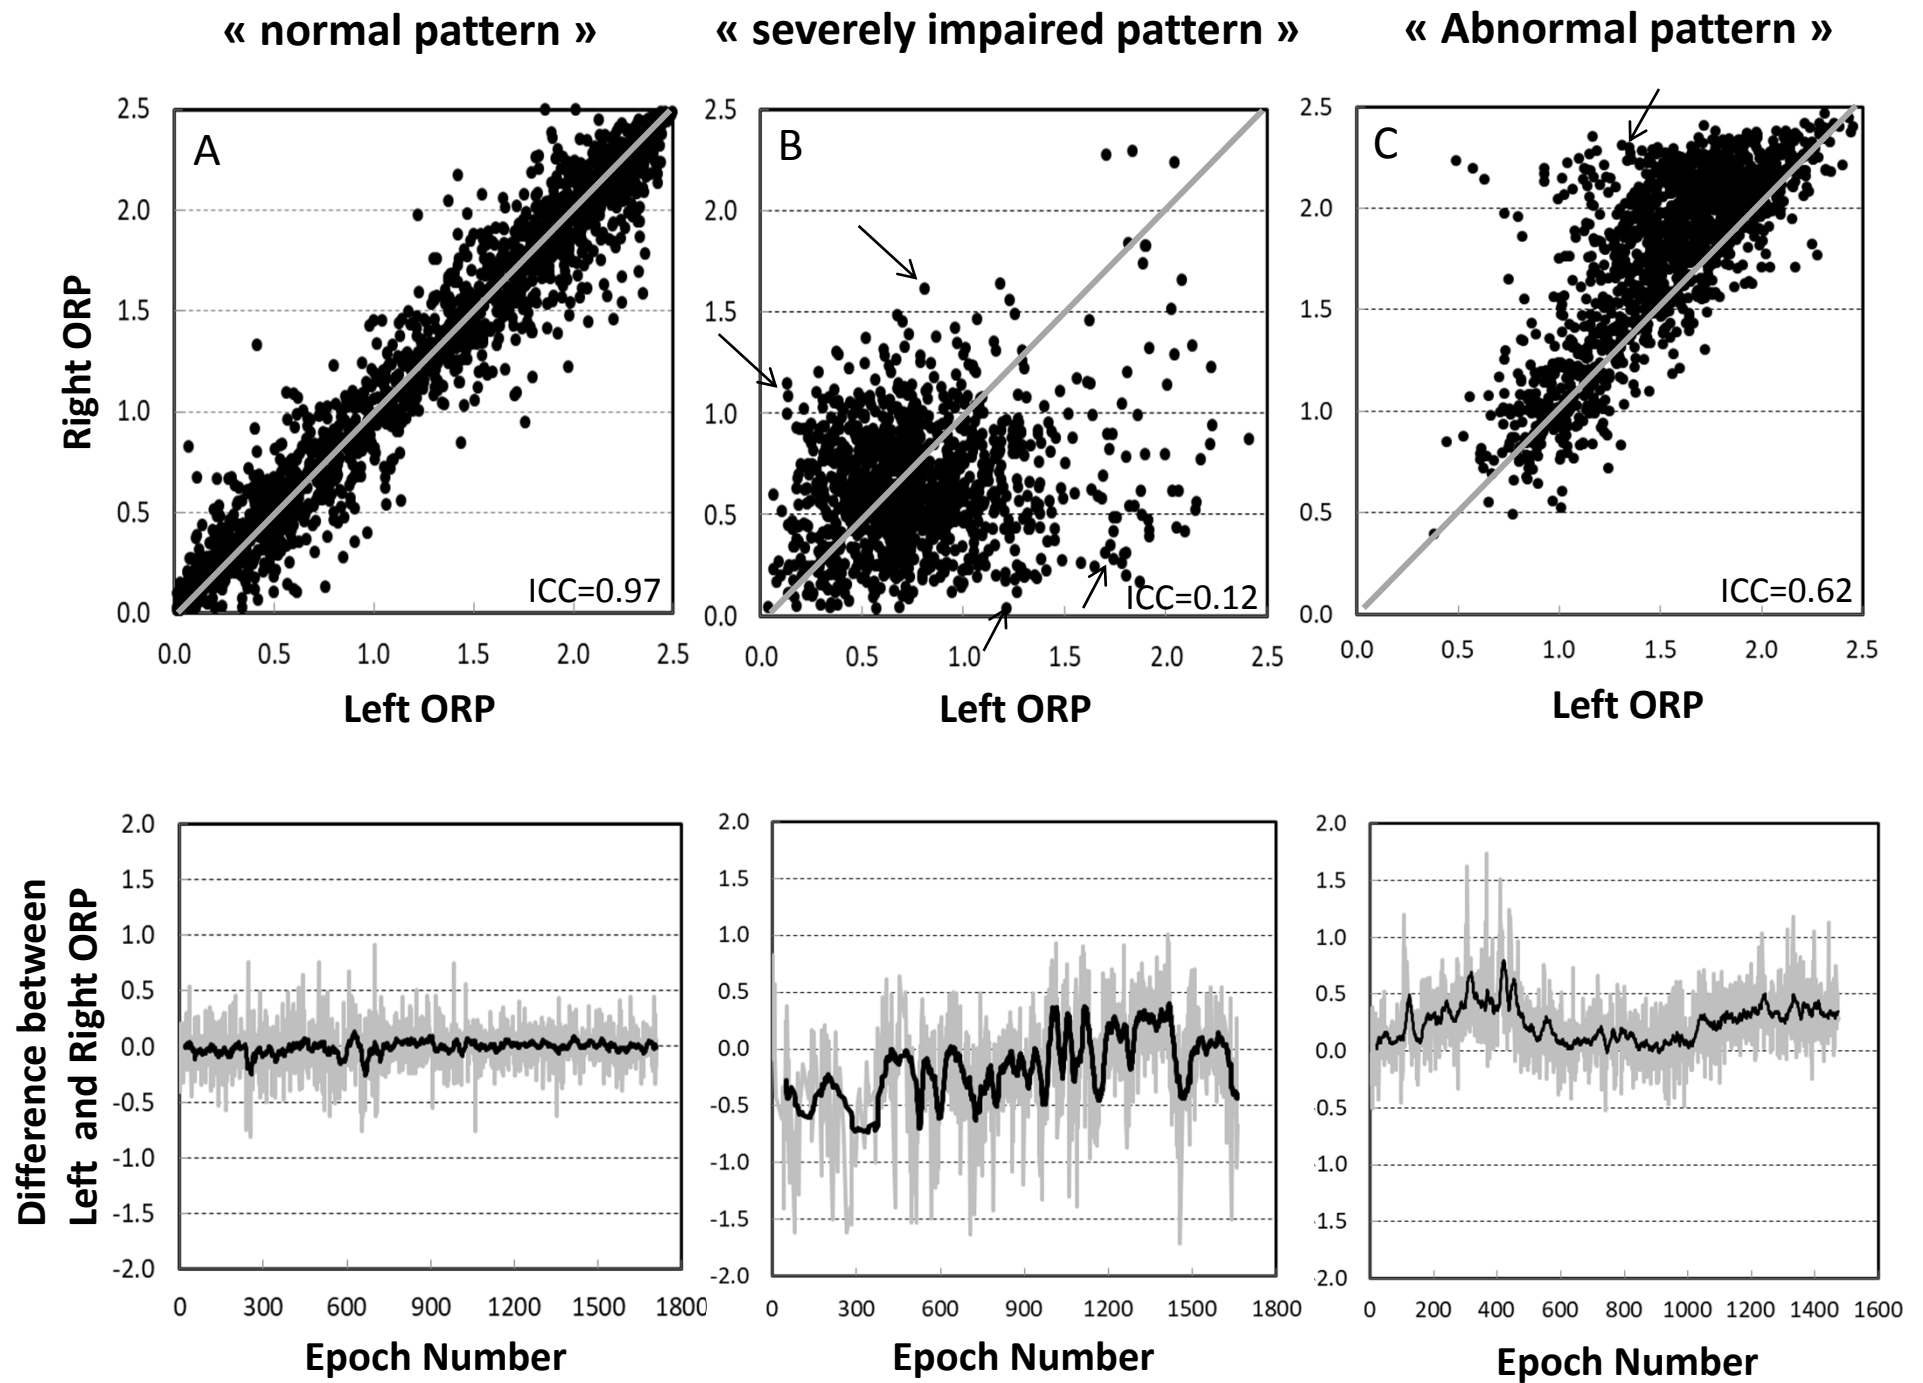 « normal pattern »
« severely impaired pattern »
« Abnormal pattern »
Right ORP
2.5
2.0
1.5
1.0
0.5
0.0
A
ICC=0.97
0.0 0.5 1.0 1.5 2.0 2.5
Left ORP
2.5
2.0
1.5
1.0
0.5
0.0
B
ICC=0.12
0.0 0.5 1.0 1.5 2.0 2.5
Left ORP
2.5
2.0
1.5
1.0
0.5
0.0
C
ICC=0.62
0.0 0.5 1.0 1.5 2.0 2.5
Left ORP
Difference between
Left and Right ORP
2.0
1.5
1.0
0.5
0.0
-0.5
-1.0
-1.5
-2.0
0 300 600 900 1200 1500 1800
Epoch Number
2.0
1.5
1.0
0.5
0.0
-0.5
-1.0
-1.5
-2.0
0 300 600 900 1200 1500 1800
Epoch Number
2.0
1.5
1.0
0.5
0.0
0.5
1.0
1.5
2.0
0 200 400 600 800 1000 1200 1400 1600
Epoch Number